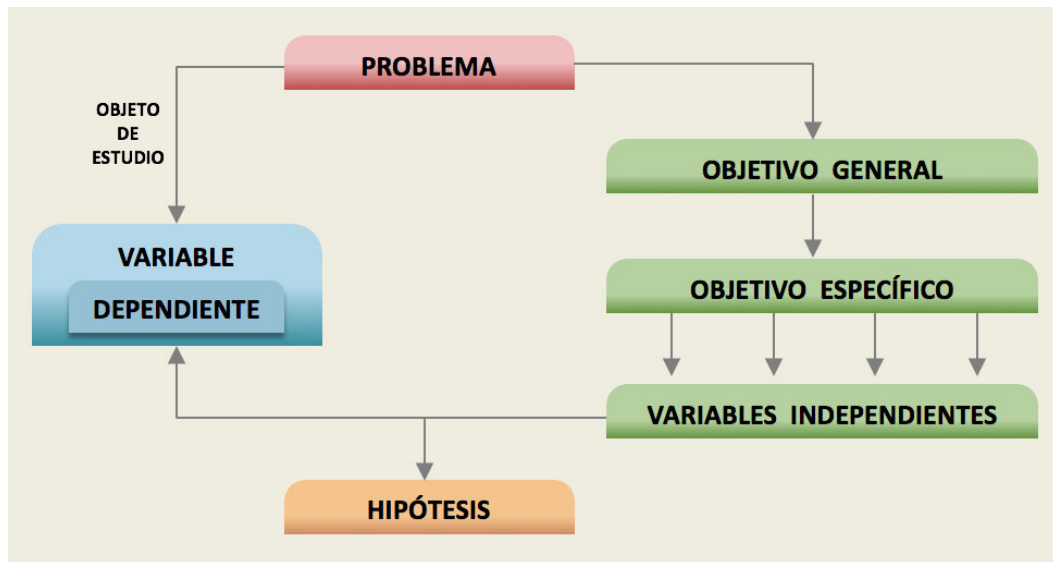 PROBLEMA
OBJETO
DE
ESTUDIO
OBJETIVO GENERAL
VARIABLE
DEPENDIENTE
OBJETIVO ESPECÍFICO
VARIABLES INDEPENDIENTES
HIPÓTESIS